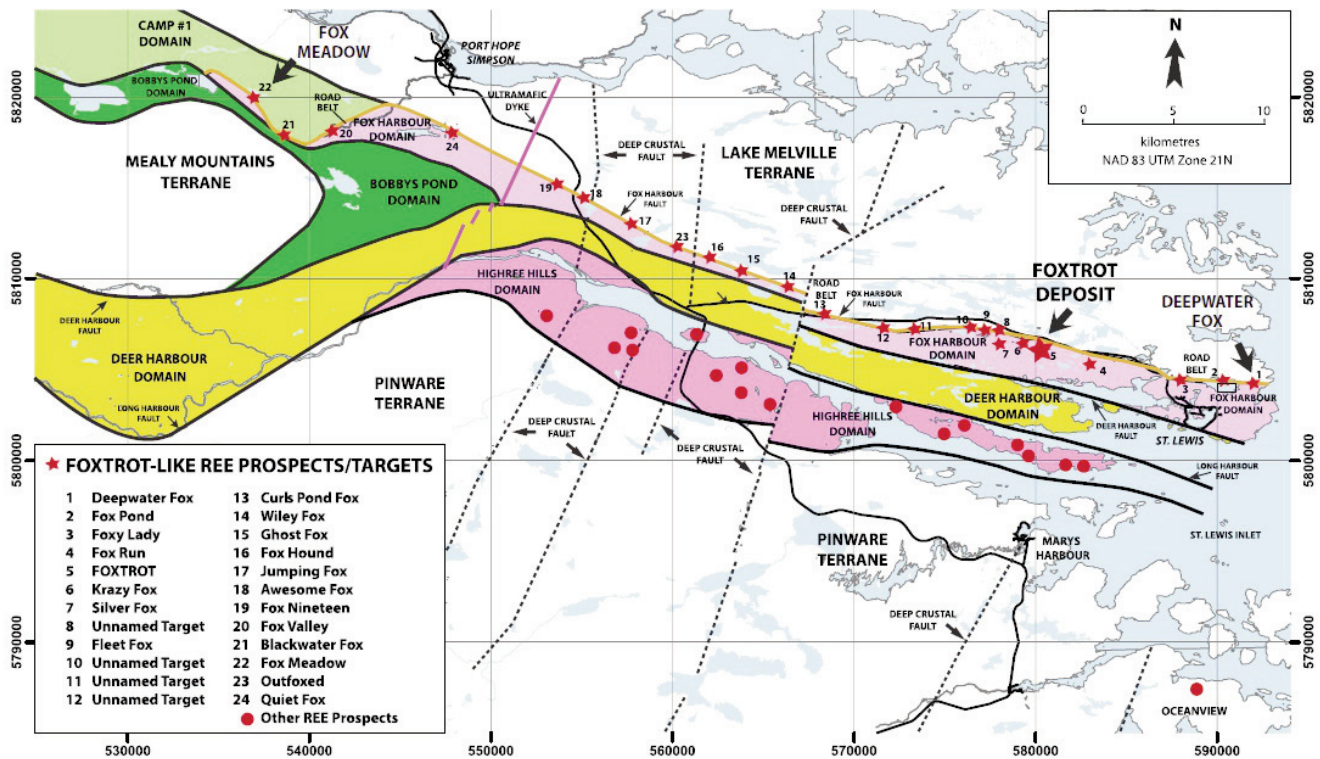 CAMP #1
DOMAIN
FOX
MEADOW
PORT HOPE
SIMPSON
BOBBYS POND
DOMAIN
22
ROAD
BELT
ULTRAMAFIC
DYKE
21
20
FOX HARBOUR
DOMAIN
24
MEALY MOUNTAINS
TERRANE
DEEP CRUSTAL
FAULT
LAKE MELVILLE
TERRANE
BOBBYS POND
DOMAIN
19
18
FOX HARBOUR
FAULT
17
DEEP CRUSTAL
FAULT
23
16
15
14
HIGHREE HILLS
DOMAIN
ROAD
BELT
13
FOX HARBOUR
FAULT
FOXTROT
DEPOSIT
DEEPWATER
FOX
DEER HARBOUR
FAULT
12
11
10
9
8
FOX HARBOUR
DOMAIN
7
6
5
4
ROAD
BELT
3
2
1
FOX HARBOUR
DOMAIN
DEER HARBOUR
DOMAIN
LONG HARBOUR
FAULT
PINWARE
TERRANE
DEER HARBOUR
DOMAIN
HIGHREE HILLS
DOMAIN
DEER HARBOUR
FAULT
ST. LEWIS
DEEP CRUSTAL
FAULT
DEEP CRUSTAL
FAULT
LONG HARBOUR
FAULT
PINWARE
TERRANE
MARYS
HARBOUR
ST. LEWIS INLET
DEEP CRUSTAL
FAULT
OCEANVIEW
N
0 5 10
kilometres
NAD 83 UTM Zone 21N
FOXTROT-LIKE REE PROSPECTS/TARGETS
1 Deepwater Fox
2 Fox Pond
3 Foxy Lady
4 Fox Run
5 FOXTROT
6 Krazy Fox
7 Silver Fox
8 Unnamed Target
9 Fleet Fox
10 Unnamed Target
11 Unnamed Target
12 Unnamed Target
13 Curls Pond Fox
14 Wiley Fox
15 Ghost Fox
16 Fox Hound
17 Jumping Fox
18 Awesome Fox
19 Fox Nineteen
20 Fox Valley
21 Blackwater Fox
22 Fox Meadow
23 Outfoxed
24 Quiet Fox
Other REE Prospects
5820000
5810000
5820000
5810000
5800000
5790000
530000
540000
550000
560000
570000
580000
590000